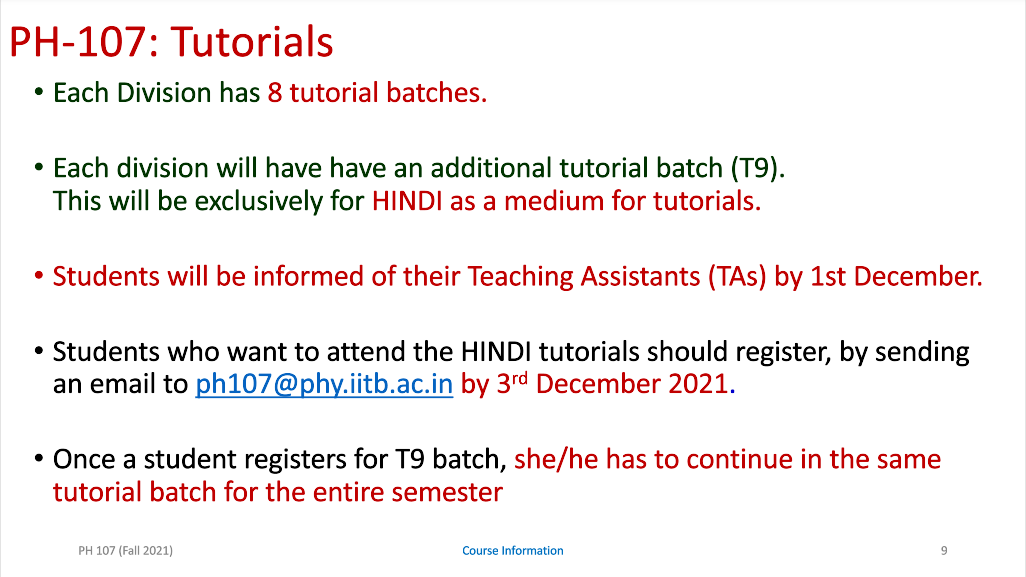 PH-107: Tutorials
• Each Division has 8 tutorial batches.
• Each division will have have an additional tutorial batch (T9).
This will be exclusively for HINDI as a medium for tutorials.
• Students will be informed of their Teaching Assistants (TAs) by 1st December.
• Students who want to attend the HINDI tutorials should register, by sending
an email to ph107@phy.iitb.ac.in by 3rd December 2021.
• Once a student registers for T9 batch, she/he has to continue in the same
tutorial batch for the entire semester
PH 107 (Fall 2021)
Course Information
9